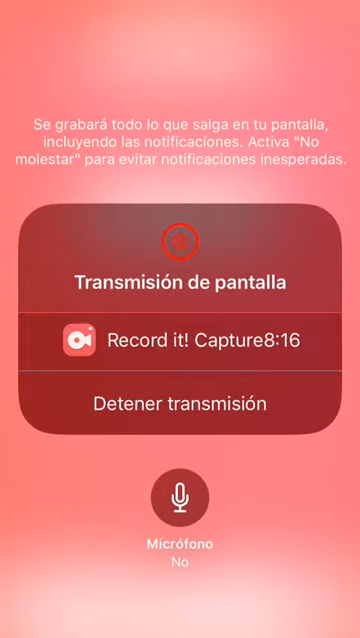 Se grabará todo lo que salga en tu pantalla,
incluyendo las notificaciones. Activa "No
molestar" para evitar notificaciones inesperadas.
Transmisión de pantalla
Record it! Capture8:16
Detener transmisión
Micrófono
No